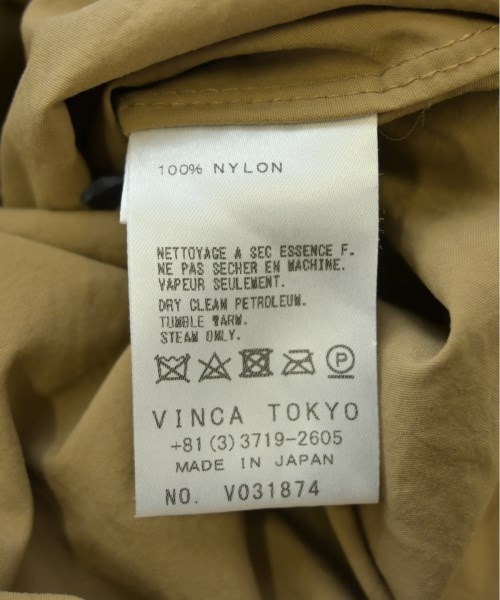 100% NYLON
NETTOYAGE A SEC ESSENCE F.
NE PAS SECHER EN MACHINE.
VAPEUR SEULEMENT.
DRY CLEAN PETROLEUM.
TUMBLE WARM.
STEAM ONLY.
P
VINCA TOKYO
+81(3)3719-2605
MADE IN JAPAN
NO. V031874